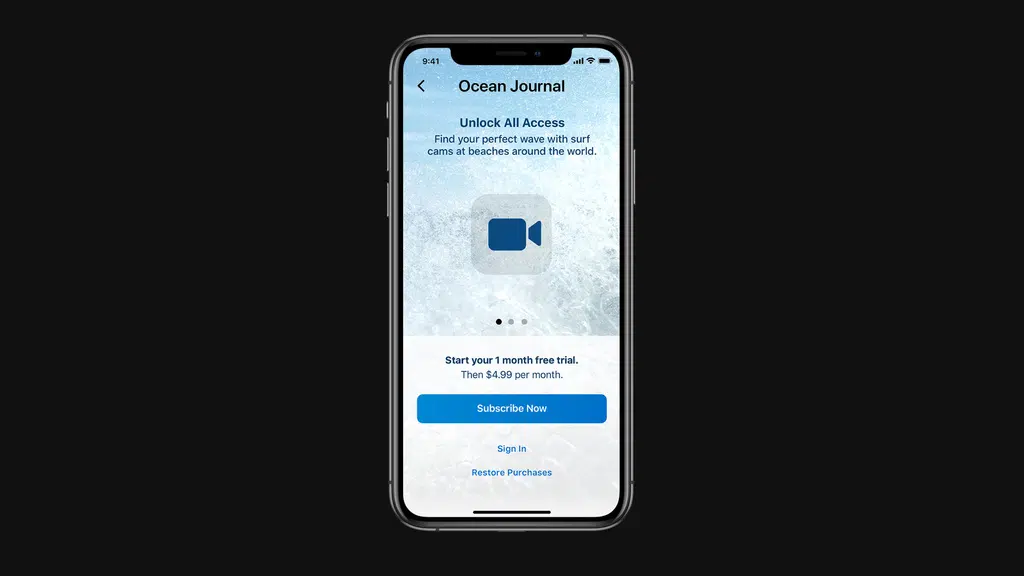 9:41
Ocean Journal
Unlock All Access
Find your perfect wave with surf
cams at beaches around the world.
Start your 1 month free trial.
Then $4.99 per month.
Subscribe Now
Sign In
Restore Purchases